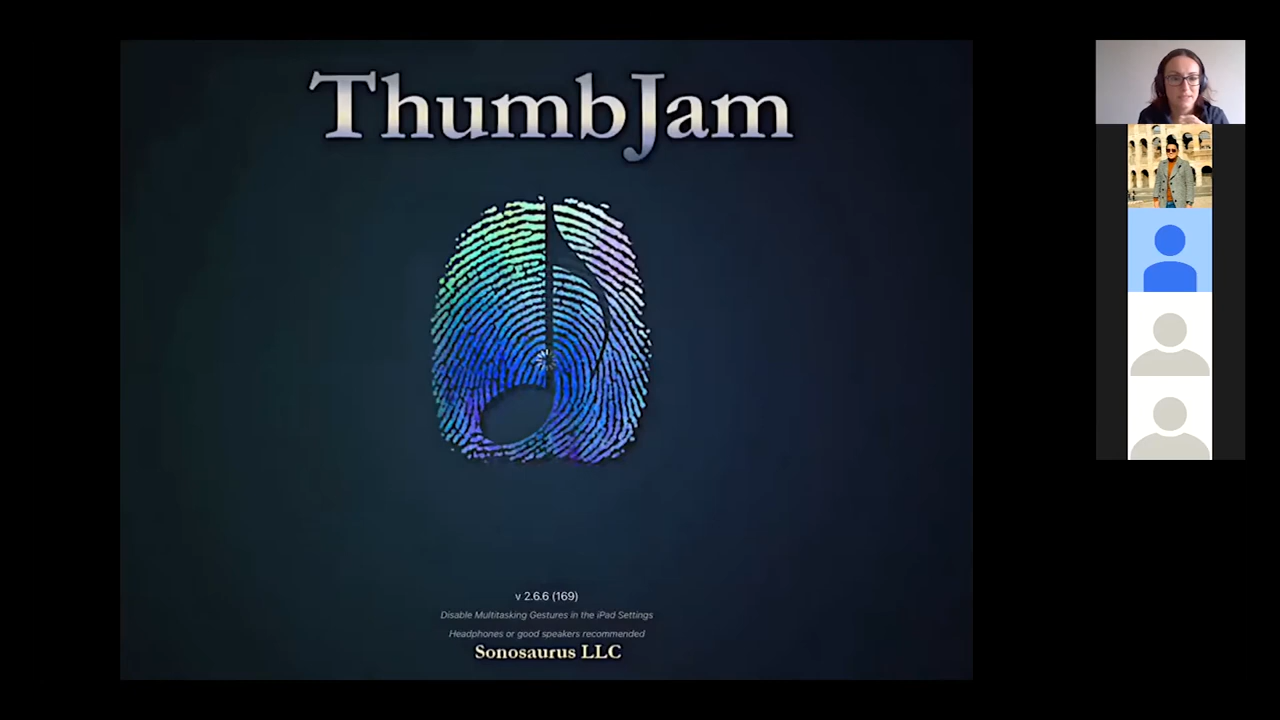 ThumbJam
v 2.6.6 (169)
Disable Multitasking Gestures in the iPad Settings
Headphones or good speakers recommended
Sonosaurus LLC